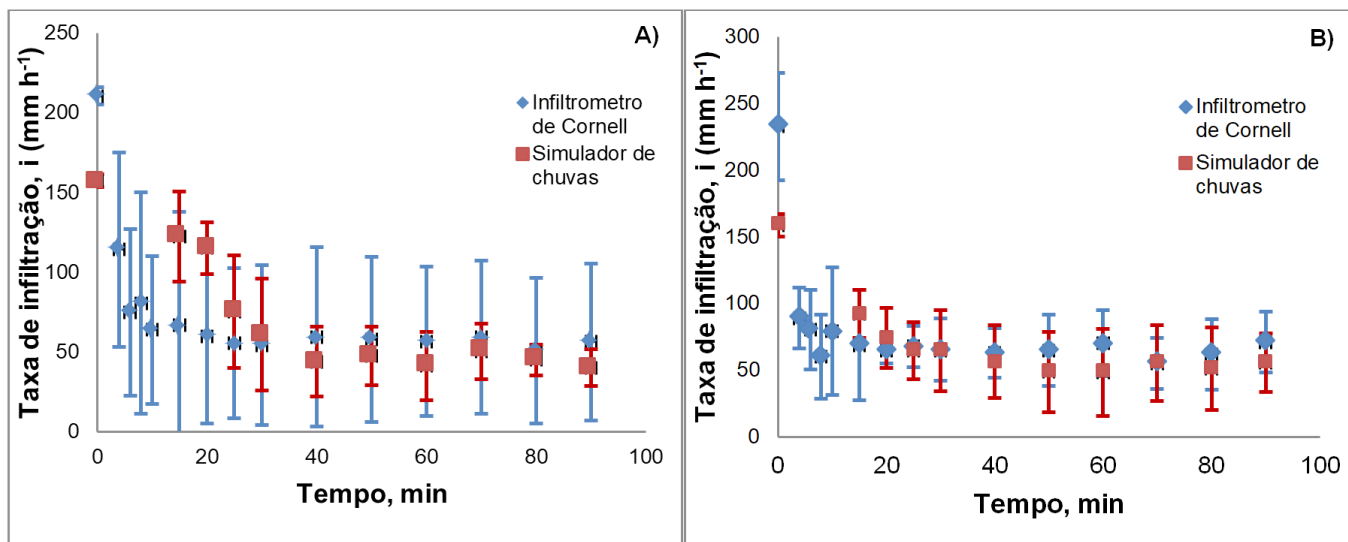 A)
Taxa de infiltração, i (mm h-1)
250
200
150
100
50
0
0 20 40 60 80 100
Tempo, min
Infiltrometro
de Cornell
Simulador de
chuvas
B)
Taxa de infiltração, i (mm h-1)
300
250
200
150
100
50
0
0 20 40 60 80 100
Tempo, min
Infiltrometro
de Cornell
Simulador de
chuvas